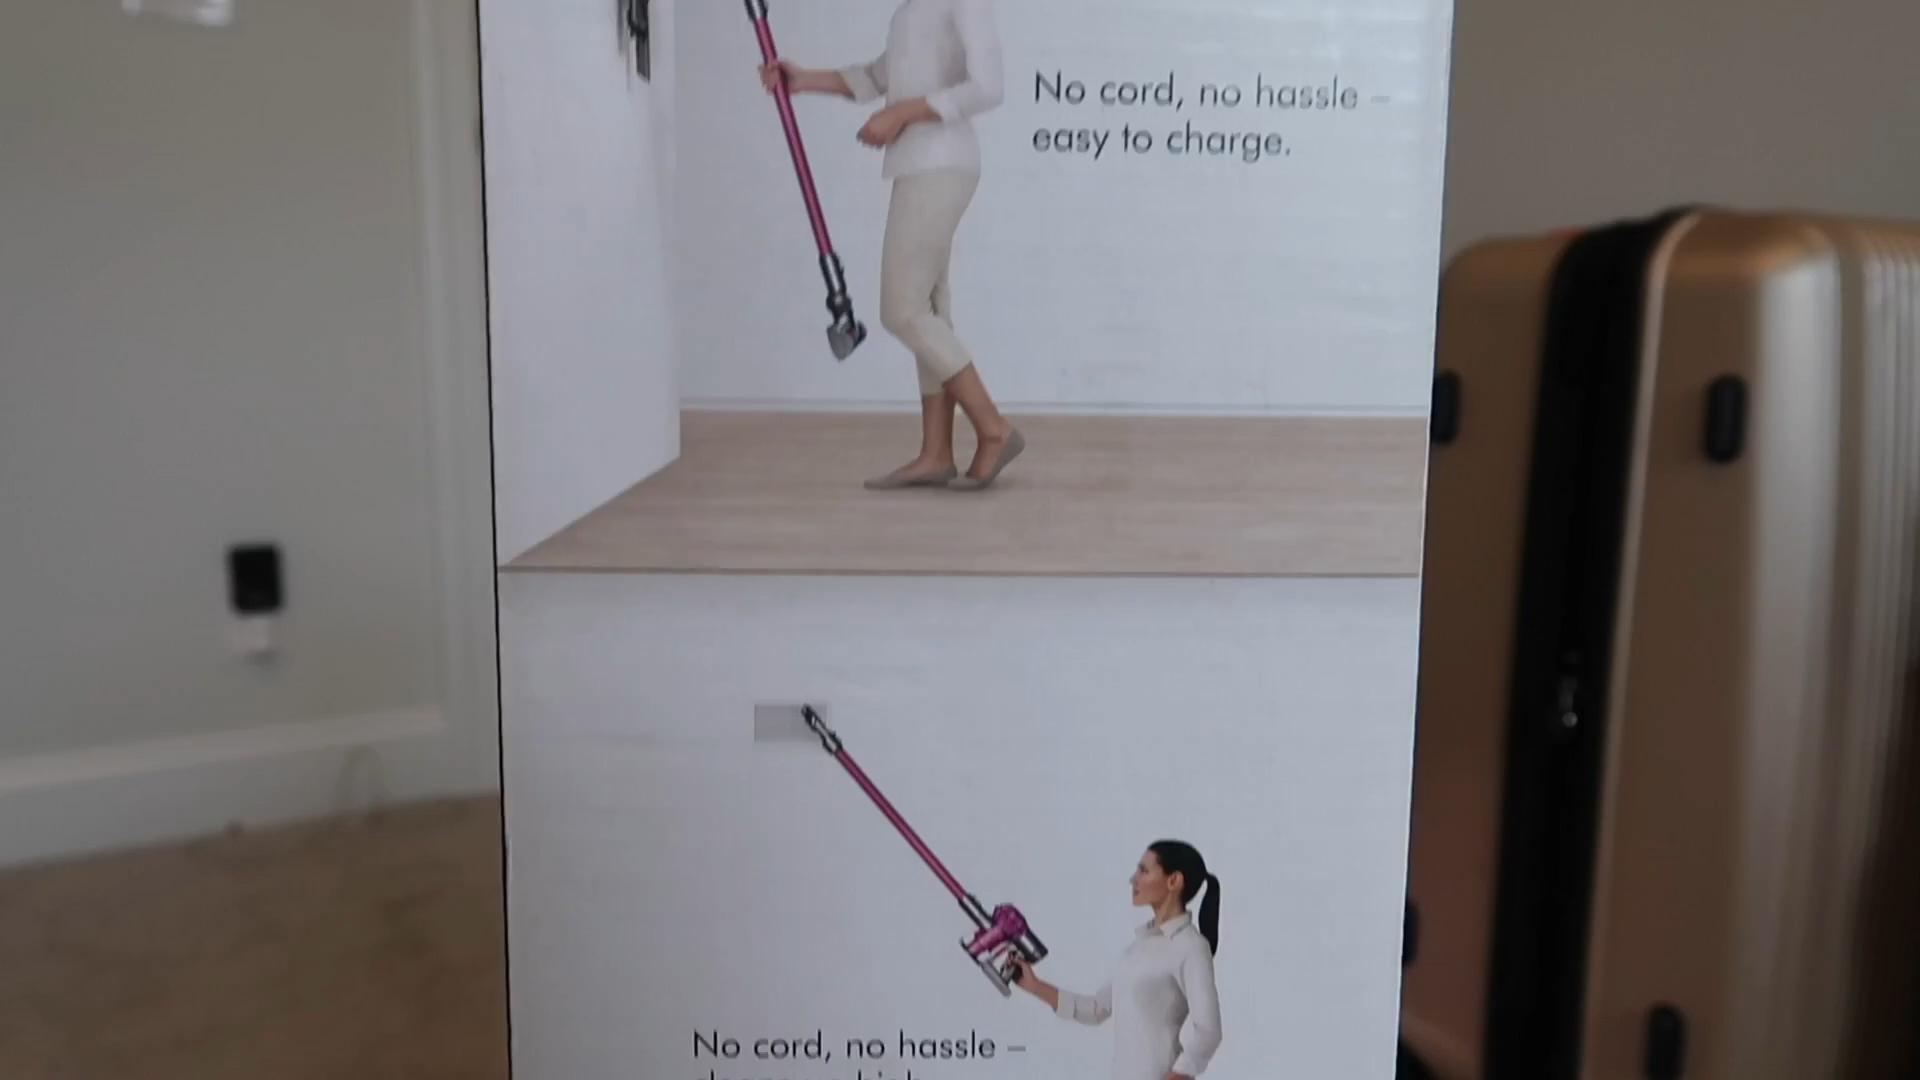 No cord, no hassle –
easy to charge.
No cord, no hassle –